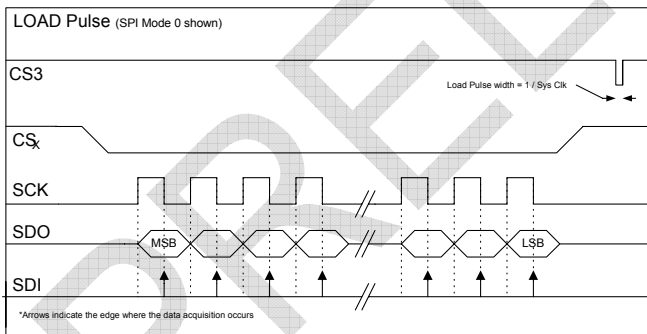 LOAD Pulse (SPI Mode 0 shown)
CS3
Load Pulse width = 1 / Sys Clk
CSx
SCK
SDO
MSB
LSB
SDI
*Arrows indicate the edge where the data acquisition occurs